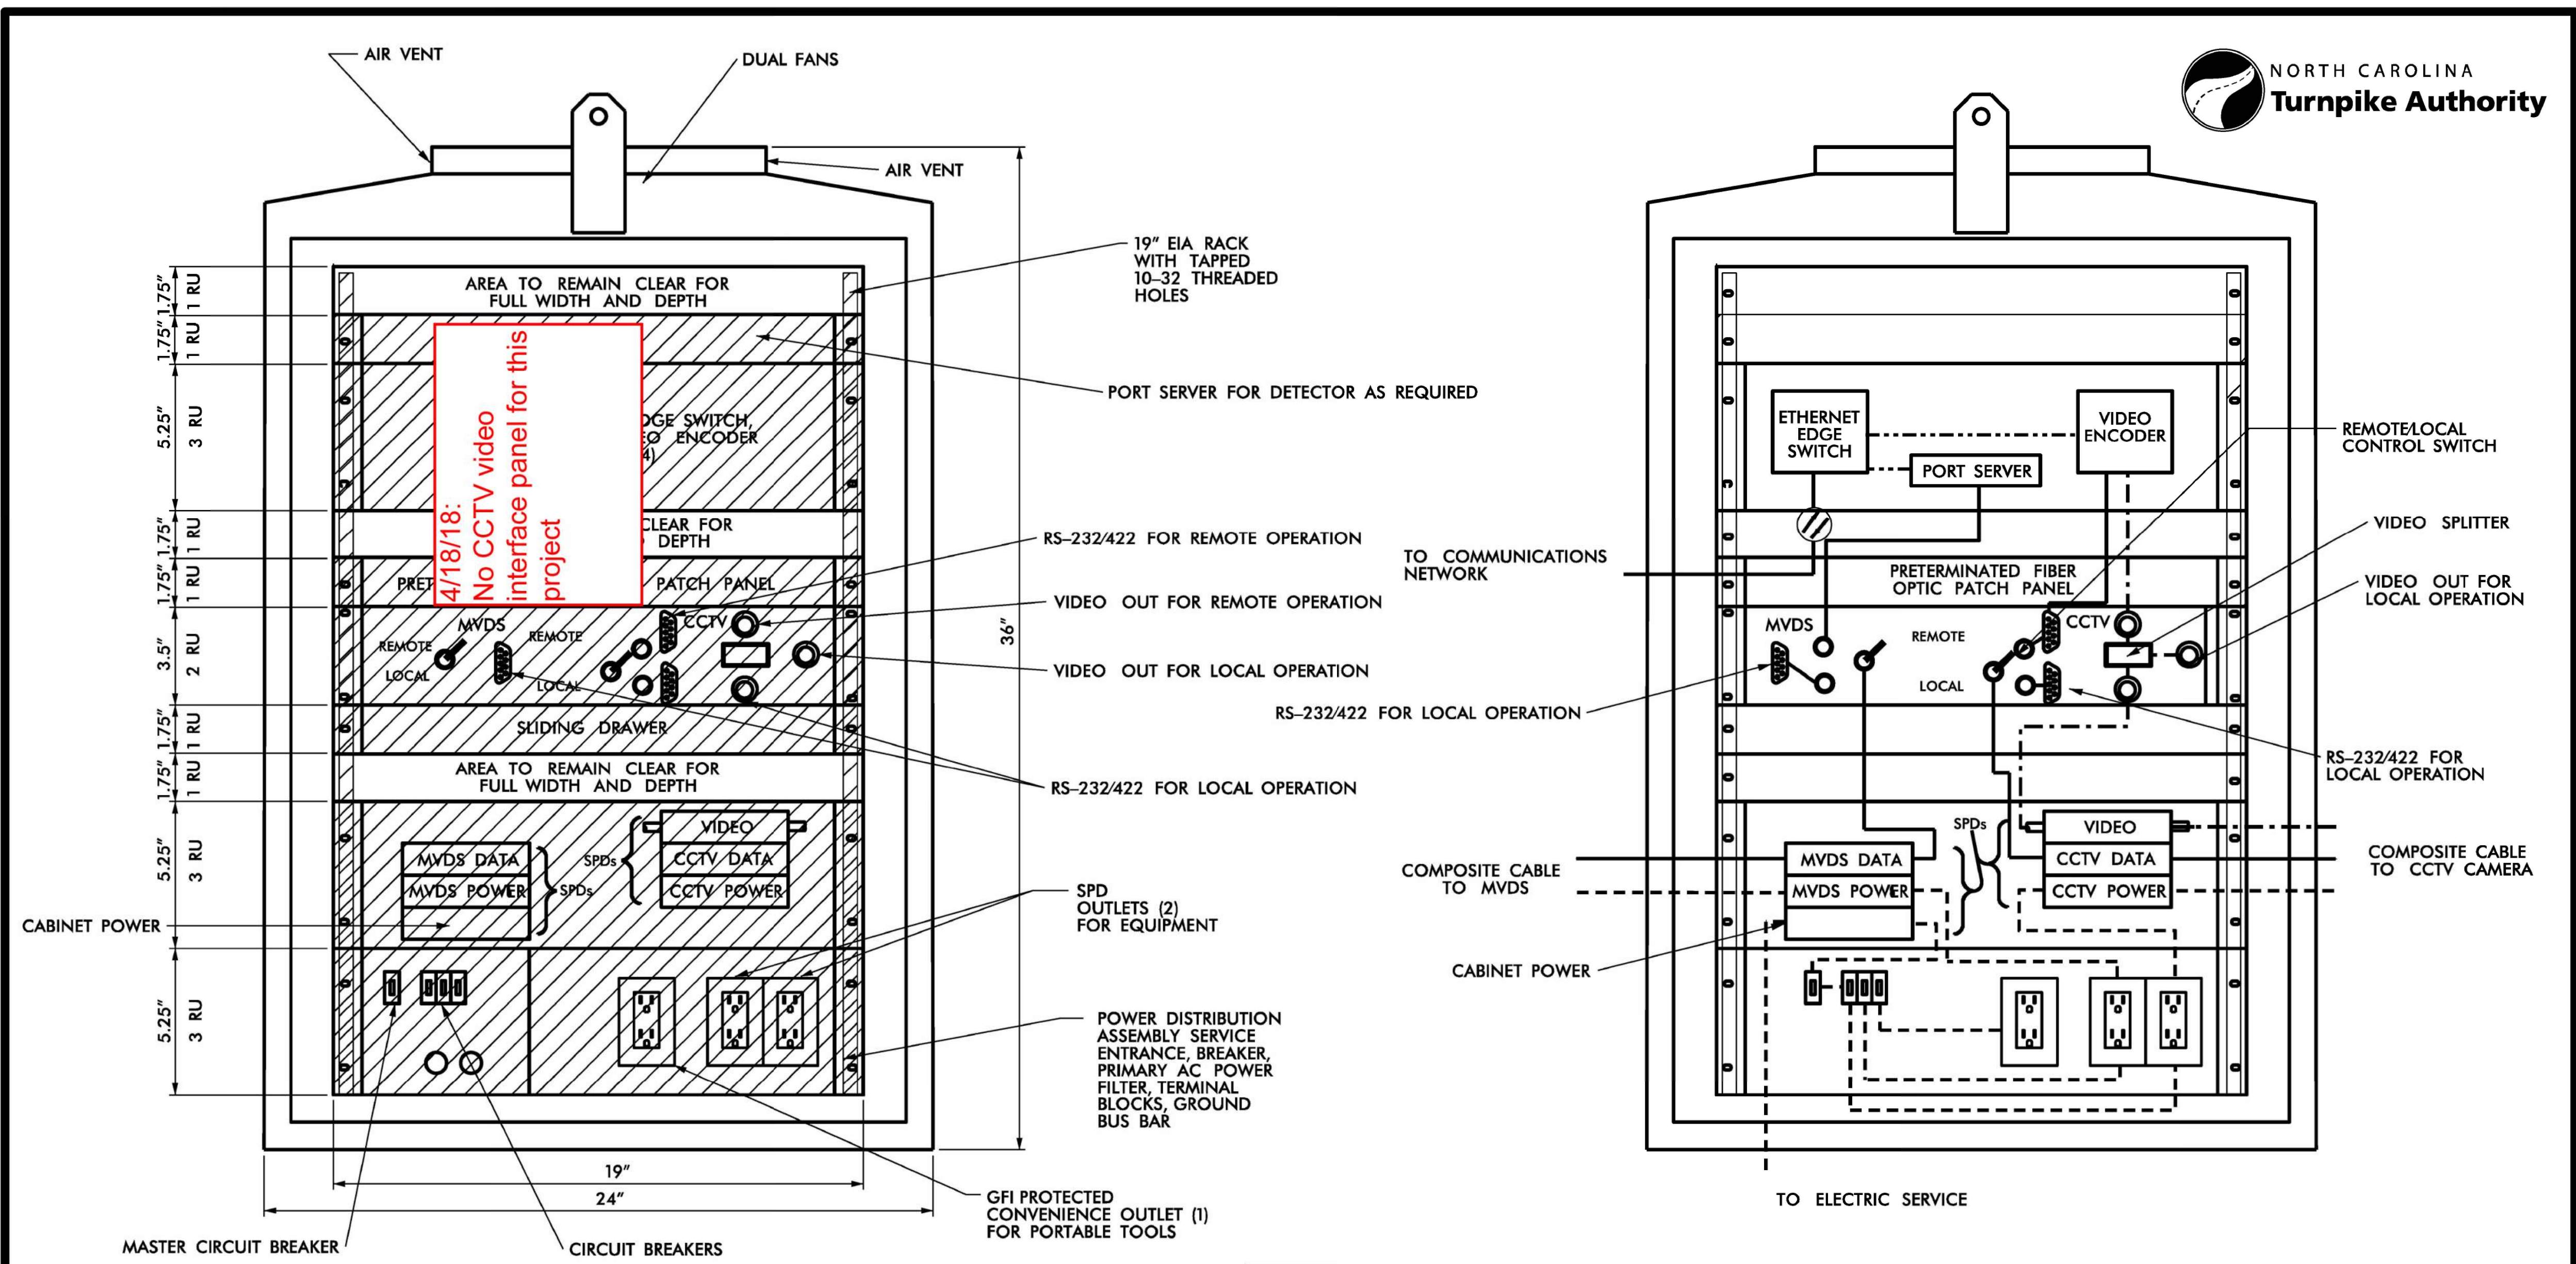 AIR VENT
DUAL FANS
NORTH CAROLINA
Turnpike Authority
AIR VENT
19" EIA RACK
WITH TAPPED
10-32 THREADED
HOLES
1.75"
1 RU
AREA TO REMAIN CLEAR FOR
FULL WIDTH AND DEPTH
1.75"
1 RU
PORT SERVER FOR DETECTOR AS REQUIRED
4/18/18:
No CCTV video
interface panel for this
project
5.25"
3 RU
SWITCH,
ENCODER
1.75"
1 RU
CLEAR FOR
DEPTH
RS-232/422 FOR REMOTE OPERATION
1.75"
1 RU
PATCH PANEL
VIDEO OUT FOR REMOTE OPERATION
36"
3.5"
2 RU
MVDS
REMOTE
LOCAL
REMOTE
LOCAL
CCTV
VIDEO OUT FOR LOCAL OPERATION
1.75"
1 RU
SLIDING DRAWER
1.75"
1 RU
AREA TO REMAIN CLEAR FOR
FULL WIDTH AND DEPTH
RS-232/422 FOR LOCAL OPERATION
5.25"
3 RU
MVDS DATA
MVDS POWER
SPDs
SPDs
VIDEO
CCTV DATA
CCTV POWER
CABINET POWER
SPD
OUTLETS (2)
FOR EQUIPMENT
5.25"
3 RU
POWER DISTRIBUTION
ASSEMBLY SERVICE
ENTRANCE, BREAKER,
PRIMARY AC POWER
FILTER, TERMINAL
BLOCKS, GROUND
BUS BAR
19"
24"
GFI PROTECTED
CONVENIENCE OUTLET (1)
FOR PORTABLE TOOLS
MASTER CIRCUIT BREAKER
CIRCUIT BREAKERS
ETHERNET
EDGE
SWITCH
VIDEO
ENCODER
PORT SERVER
REMOTE/LOCAL
CONTROL SWITCH
VIDEO SPLITTER
TO COMMUNICATIONS
NETWORK
PRETERMINATED FIBER
OPTIC PATCH PANEL
VIDEO OUT FOR
LOCAL OPERATION
MVDS
REMOTE
LOCAL
CCTV
RS-232/422 FOR LOCAL OPERATION
RS-232/422 FOR
LOCAL OPERATION
SPDs
VIDEO
CCTV DATA
CCTV POWER
MVDS DATA
MVDS POWER
COMPOSITE CABLE
TO MVDS
COMPOSITE CABLE
TO CCTV CAMERA
CABINET POWER
TO ELECTRIC SERVICE